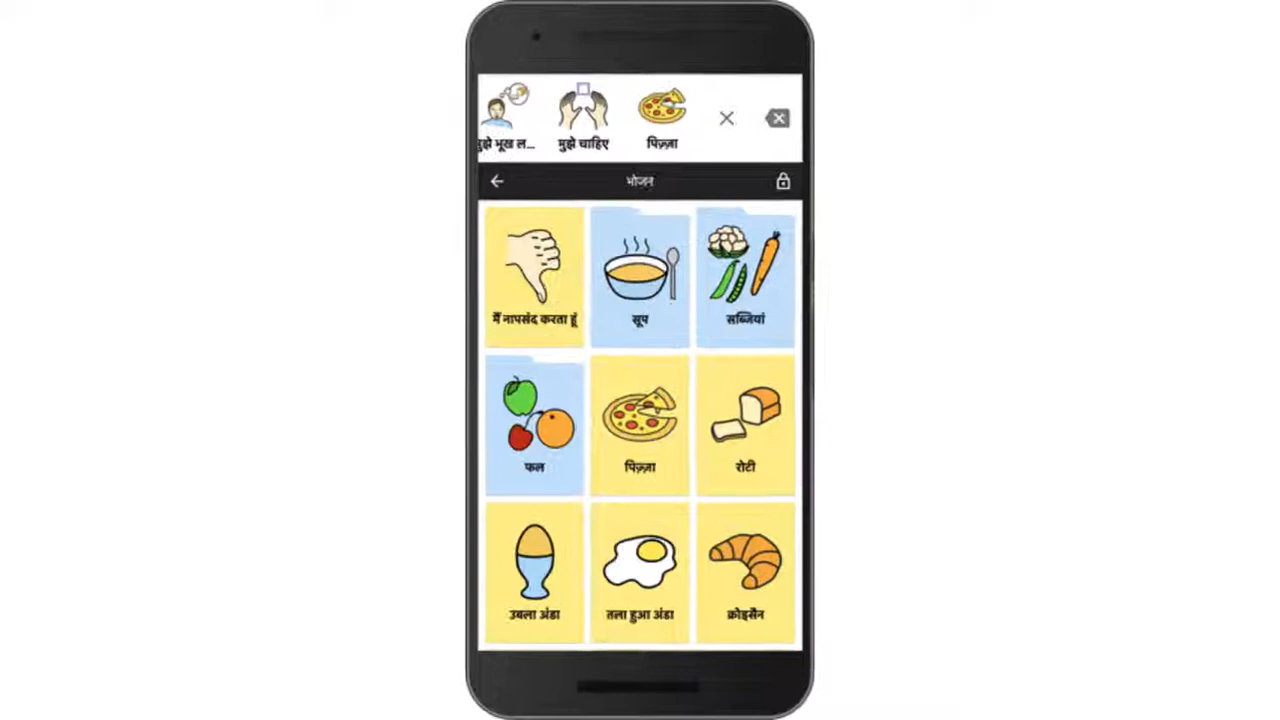 मुझे भूख ल... मुझे चाहिए पिज़्ज़ा
भोजन
मैं नापसंद करता हूं सूप सब्जियां
फल पिज़्ज़ा रोटी
उबला अंडा तला हुआ अंडा क्रोइसैन